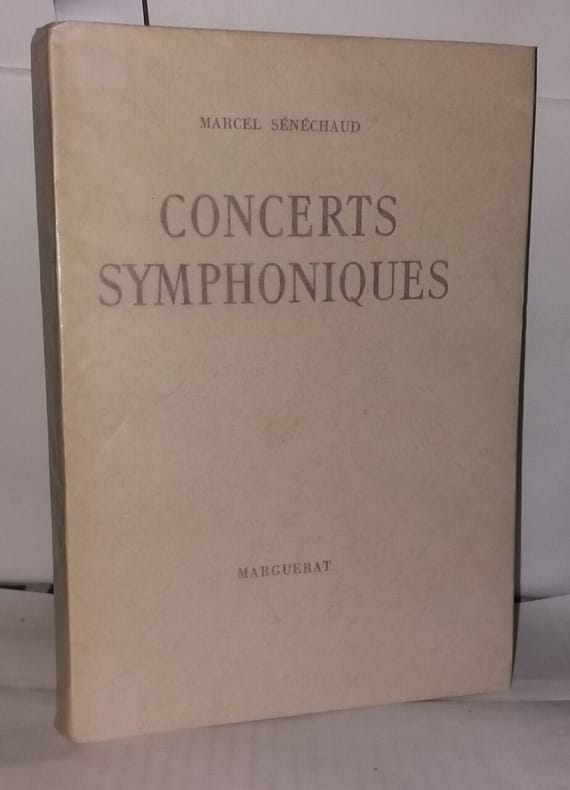 MARCEL SÉNÉCHAUD
CONCERTS
SYMPHONIQUES
MARGUERAT